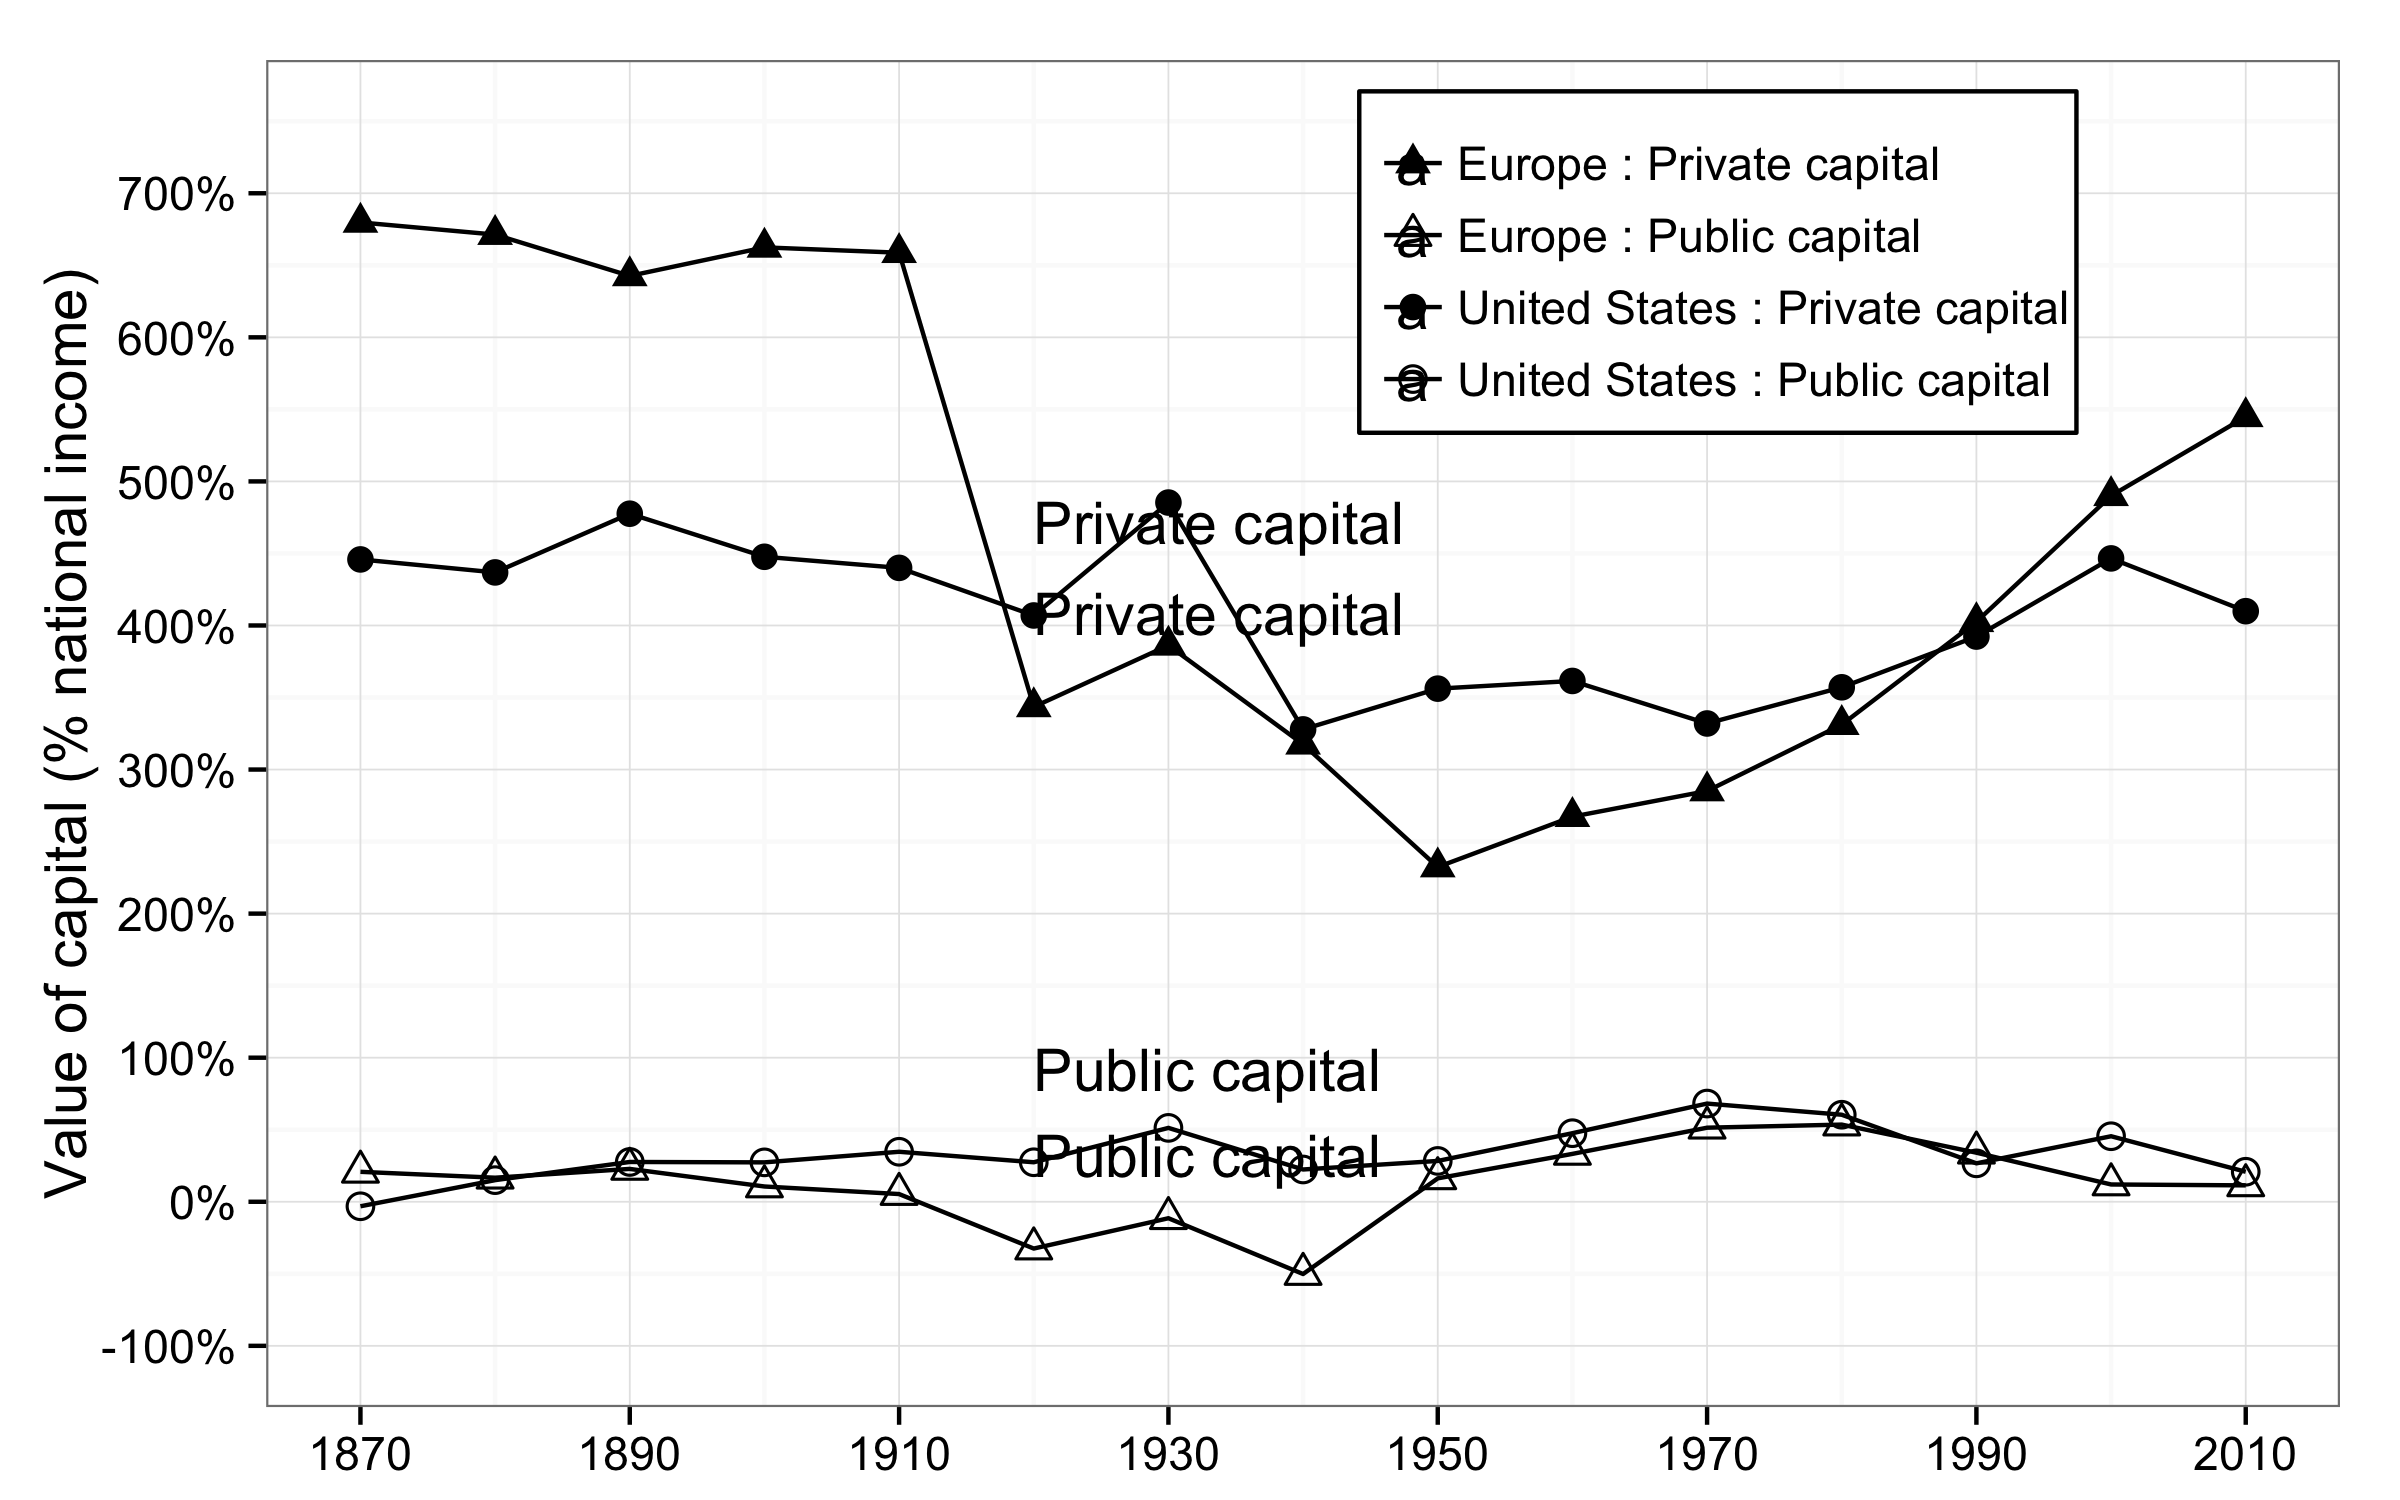 Value of capital (% national income)
700%
600%
500%
400%
300%
200%
100%
0%
-100%
a Europe : Private capital
a Europe : Public capital
a United States : Private capital
a United States : Public capital
Private capital
Private capital
Public capital
Public capital
1870 1890 1910 1930 1950 1970 1990 2010